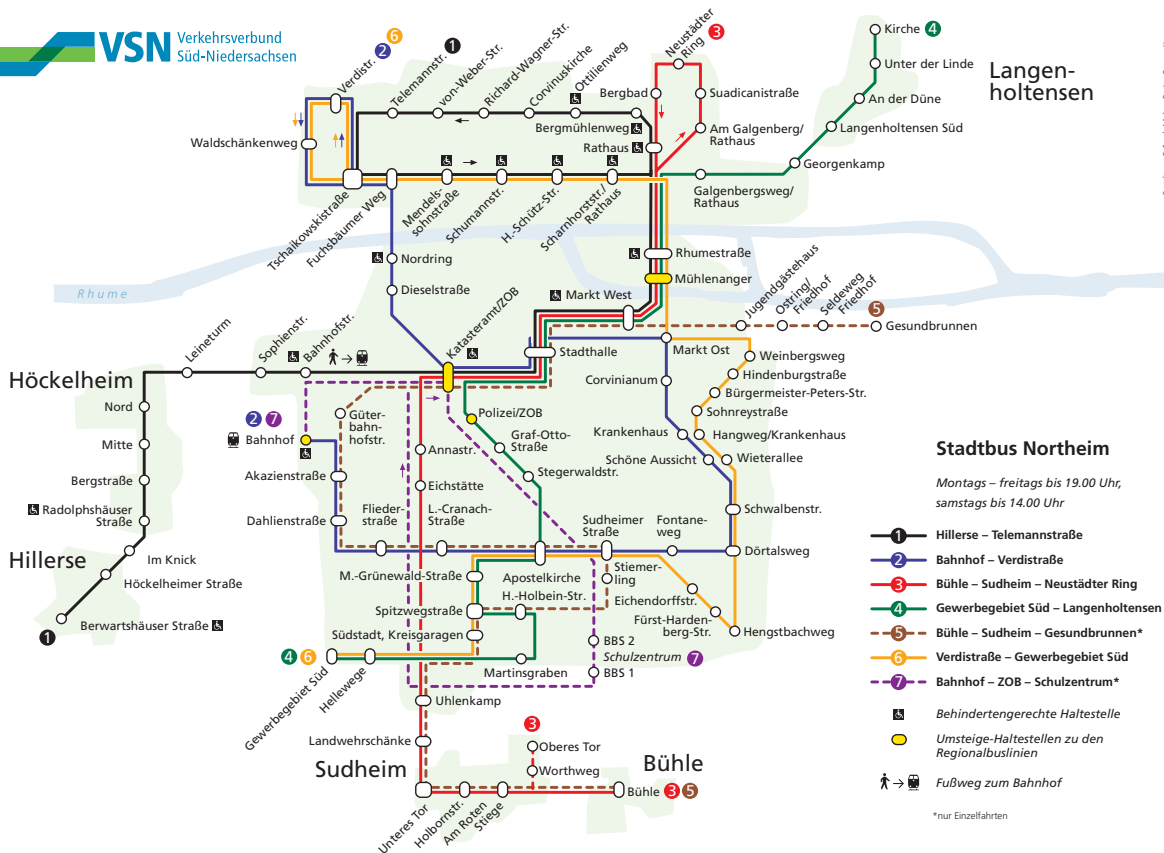 VSN Verkehrsverbund
Süd-Niedersachsen
6
2
Verdistr.
Telemannstr.
1
von-Weber-Str.
Richard-Wagner-Str.
Corvinuskirche
Ottilienweg
Neustädter
Ring
3
Kirche 4
Unter der Linde
Langen-
holtensen
An der Düne
Langenholtensen Süd
Georgenkamp
Bergbad
Suadicanistraße
Bergmühlenweg
Am Galgenberg/
Rathaus
Rathaus
Galgenbergsweg/
Rathaus
Waldschänkenweg
Tschaikowskistraße
Fuchsbäumer Weg
Mendels-
sohnstraße
Schumannstr.
H.-Schütz-Str.
Scharnhorststr./
Rathaus
Nordring
Dieselstraße
Rhume
Rhumestraße
Mühlenanger
Markt West
Jugendgästehaus
Ostring/
Friedhof
Seldeweg
Friedhof
5
Gesundbrunnen
Katasteramt/ZOB
Stadthalle
Markt Ost
Weinbergsweg
Hindenburgstraße
Bürgermeister-Peters-Str.
Sohnreystraße
Corvinianum
Krankenhaus
Hangweg/Krankenhaus
Schöne Aussicht
Wieterallee
Schwalbenstr.
Dörtalsweg
Leineturm
Sophienstr.
Bahnhofstr.
Höckelheim
Nord
Mitte
Bergstraße
Radolphshäuser
Straße
Hillerse
Im Knick
Höckelheimer Straße
Berwartshäuser Straße
1
2 7
Bahnhof
Güter-
bahn-
hofstr.
Akazienstraße
Dahlienstraße
Polizei/ZOB
Graf-Otto-
Straße
Stegerwaldstr.
Annastr.
Eichstätte
Flieder-
straße
L.-Cranach-
Straße
Sudheimer
Straße
Fontane-
weg
M.-Grünewald-Straße
Apostelkirche
Stiemer-
ling
H.-Holbein-Str.
Spitzwegstraße
Eichendorffstr.
Fürst-Harden-
berg-Str.
Hengstbachweg
Südstadt, Kreisgaragen
BBS 2
Schulzentrum 7
BBS 1
4 6
Gewerbegebiet Süd
Hellewege
Martinsgraben
Uhlenkamp
Landwehrschänke
Sudheim
3
Oberes Tor
Worthweg
Bühle
Bühle 3 5
Unteres Tor
Holbornstr.
Am Roten
Stiege
Stadtbus Northeim
Montags – freitags bis 19.00 Uhr,
samstags bis 14.00 Uhr
1 Hillerse – Telemannstraße
2 Bahnhof – Verdistraße
3 Bühle – Sudheim – Neustädter Ring
4 Gewerbegebiet Süd – Langenholtensen
5 Bühle – Sudheim – Gesundbrunnen*
6 Verdistraße – Gewerbegebiet Süd
7 Bahnhof – ZOB – Schulzentrum*
Behindertengerechte Haltestelle
Umsteige-Haltestellen zu den
Regionalbuslinien
Fußweg zum Bahnhof
*nur Einzelfahrten